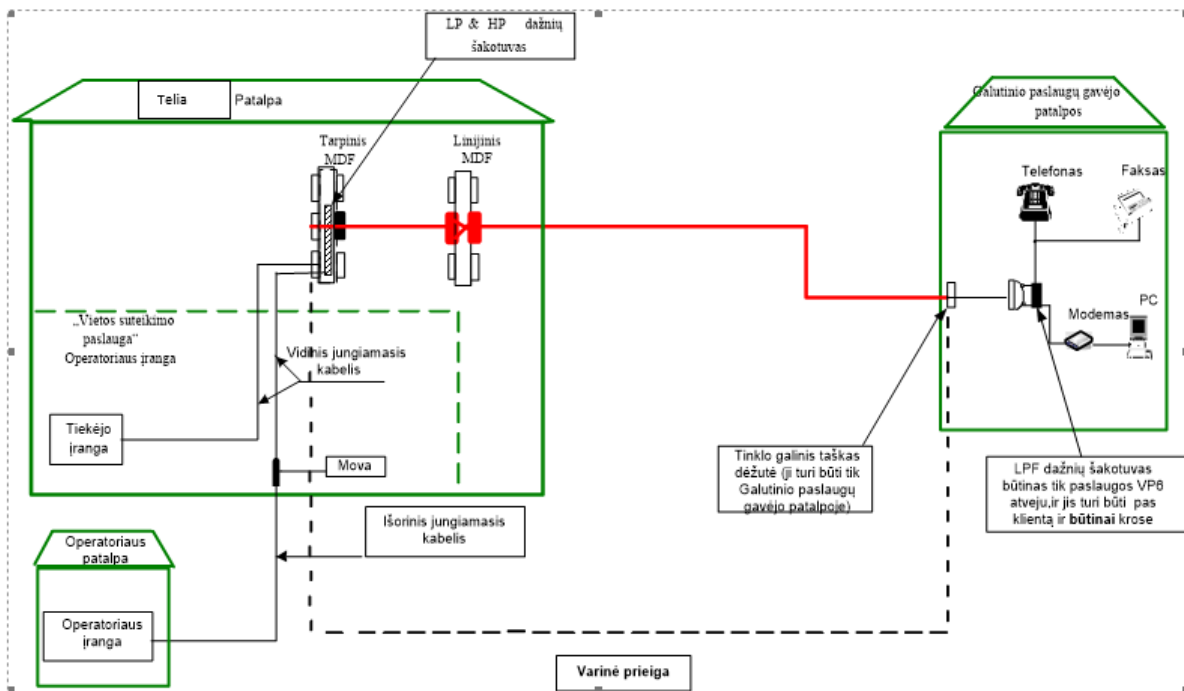 LP & HP dažnių
šakotuvas
Telia Patalpa
Galutinio paslaugų gavėjo
patalpos
Tarpinis
MDF
Linijinis
MDF
Telefonas
Faksas
„Vietos suteikimo
paslauga“
Operatoriaus įranga
Vidinis jungiamasis
kabelis
Modemas
PC
Tiekėjo
įranga
Mova
Tinklo galinis taškas
dėžutė (ji turi būti tik
Galutinio paslaugų
gavėjo patalpoje)
LPF dažnių šakotuvas
būtinas tik paslaugos VP6
atveju,ir jis turi būti pas
klientą ir būtinai krose
Išorinis jungiamasis
kabelis
Operatoriaus
patalpa
Operatoriaus
įranga
Varinė prieiga